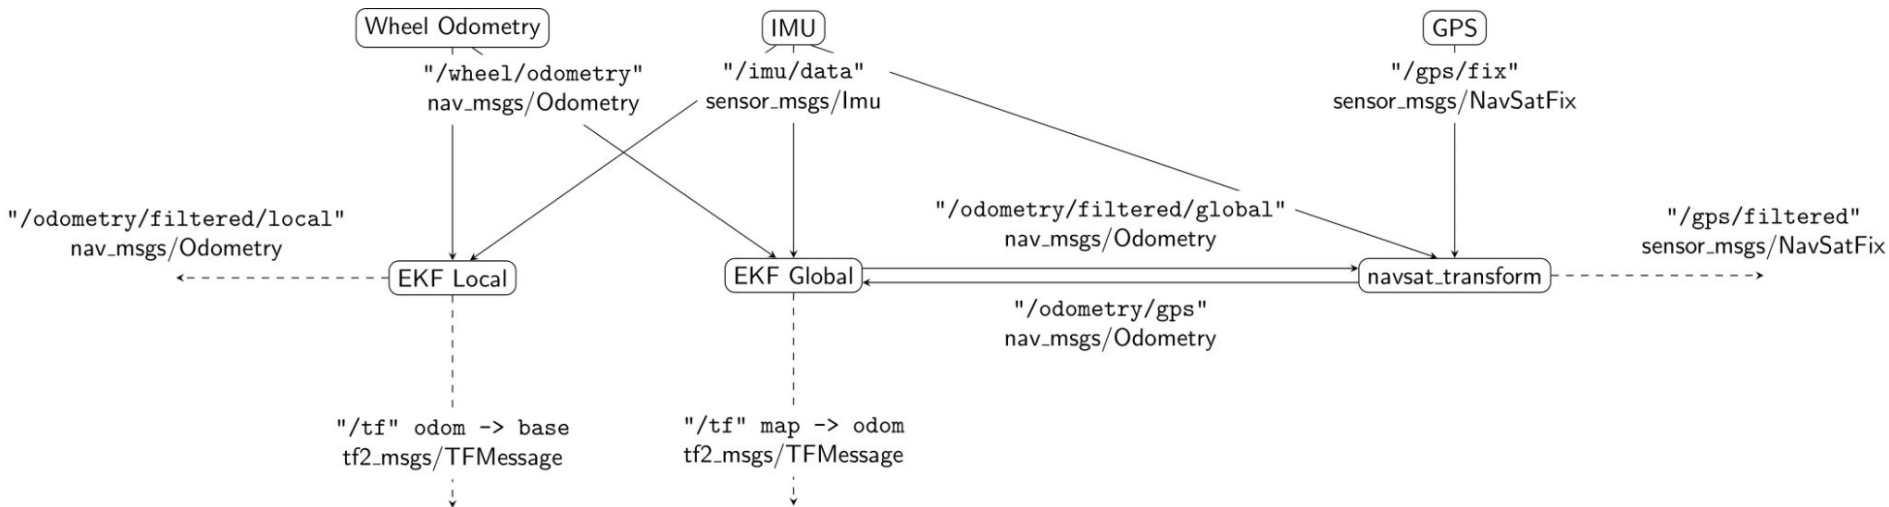 Wheel Odometry
IMU
GPS
"/wheel/odometry"
nav_msgs/Odometry
"/imu/data"
sensor_msgs/Imu
"/gps/fix"
sensor_msgs/NavSatFix
"/odometry/filtered/local"
nav_msgs/Odometry
"/odometry/filtered/global"
nav_msgs/Odometry
"/gps/filtered"
sensor_msgs/NavSatFix
EKF Local
EKF Global
navsat_transform
"/odometry/gps"
nav_msgs/Odometry
"/tf" odom -> base
tf2_msgs/TFMessage
"/tf" map -> odom
tf2_msgs/TFMessage